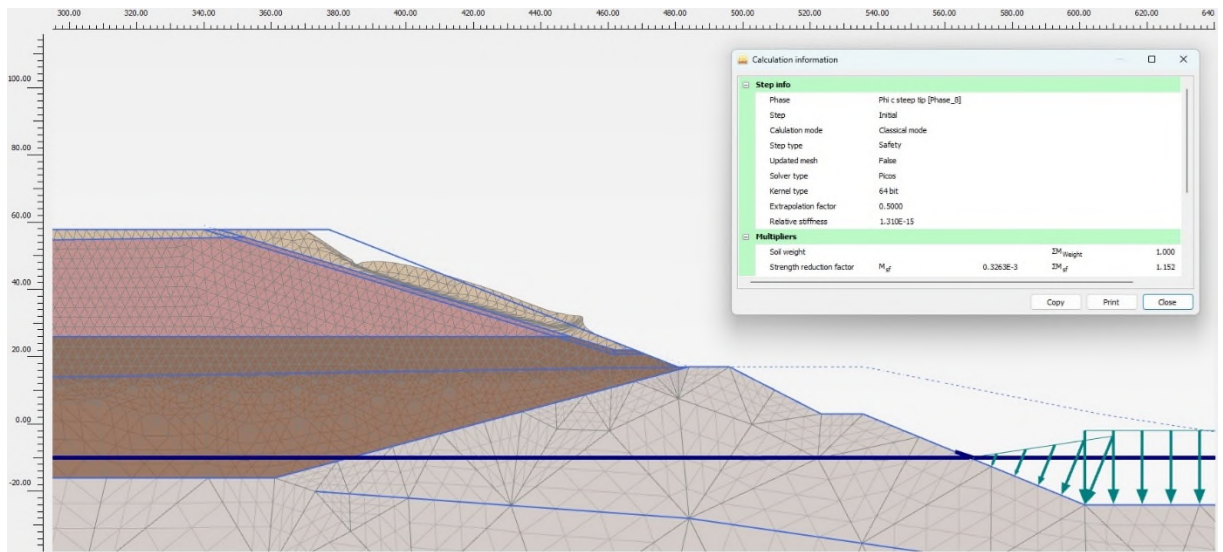 300.00 320.00 340.00 360.00 380.00 400.00 420.00 440.00 460.00 480.00 500.00 520.00 540.00 560.00 580.00 600.00 620.00 640
100.00
80.00
60.00
40.00
20.00
0.00
-20.00
Calculation information
Step info
Phase Phi c steep tip [Phase_8]
Step Initial
Calulation mode Classical mode
Step type Safety
Updated mesh False
Solver type Picos
Kernel type 64 bit
Extrapolation factor 0.5000
Relative stiffness 1.310E-15
Multipliers
Soil weight ΣM Weight 1.000
Strength reduction factor M sf 0.3263E-3 ΣM sf 1.152
Copy Print Close